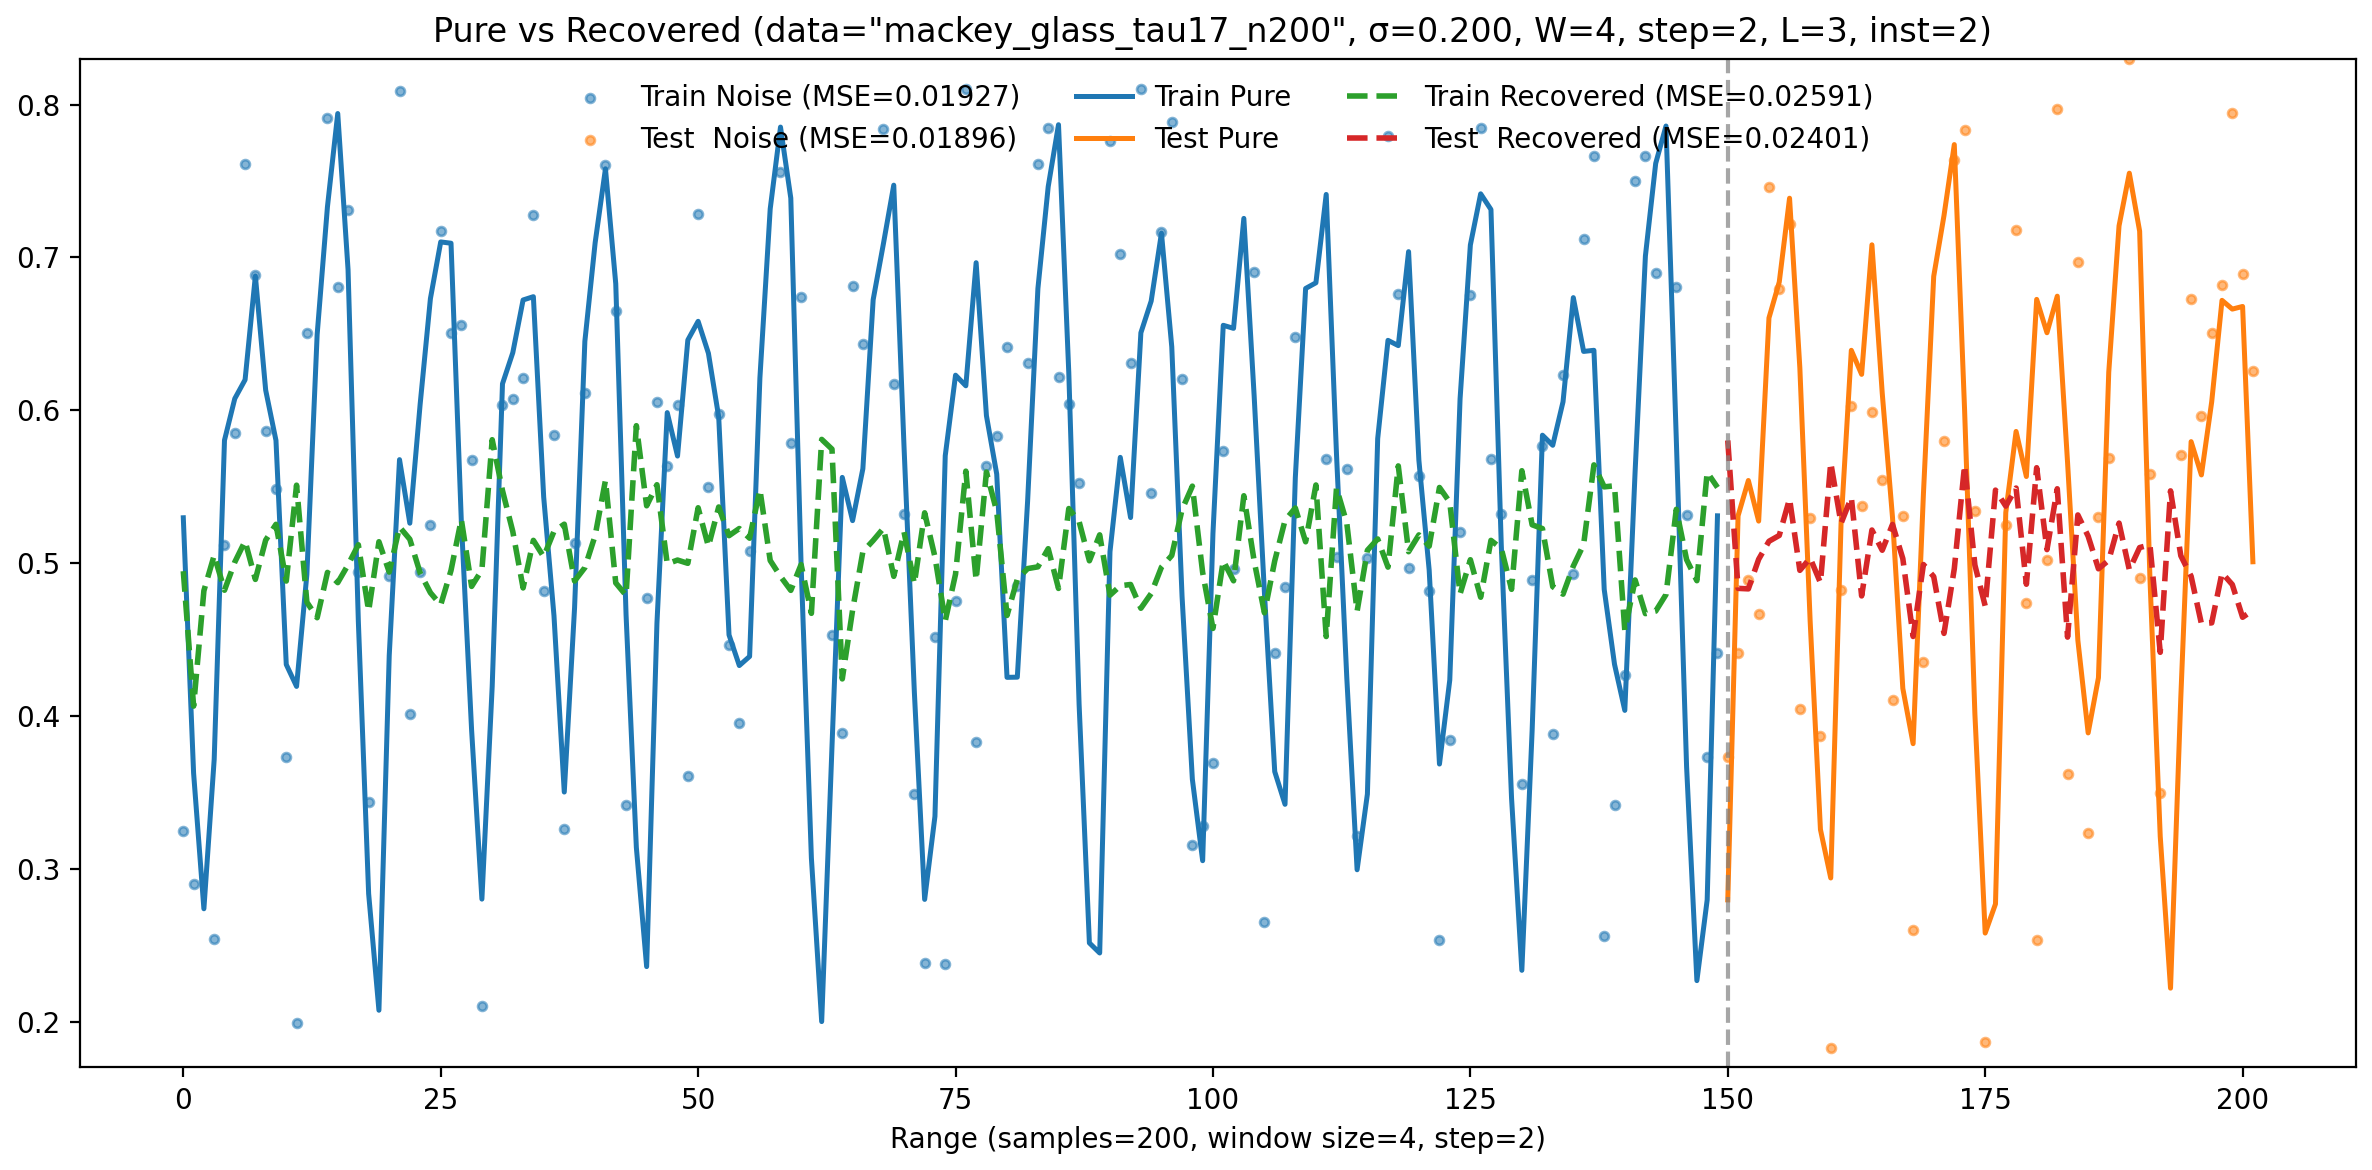 Pure vs Recovered (data="mackey_glass_tau17_n200", σ=0.200, W=4, step=2, L=3, inst=2)
Train Noise (MSE=0.01927) Train Pure Train Recovered (MSE=0.02591)
Test  Noise (MSE=0.01896) Test Pure Test  Recovered (MSE=0.02401)
0.8
0.7
0.6
0.5
0.4
0.3
0.2
0 25 50 75 100 125 150 175 200
Range (samples=200, window size=4, step=2)